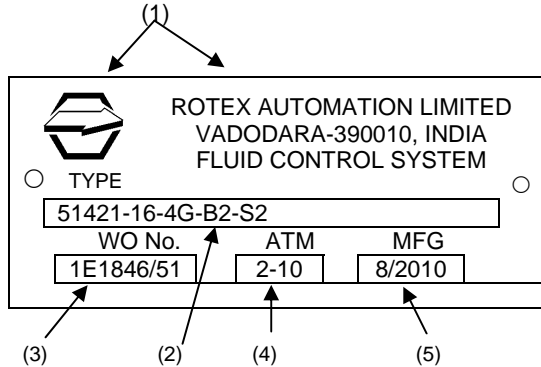 (1)
ROTEX AUTOMATION LIMITED
VADODARA-390010, INDIA
FLUID CONTROL SYSTEM
TYPE
51421-16-4G-B2-S2
WO No. ATM MFG
1E1846/51 2-10 8/2010
(3) (2) (4) (5)